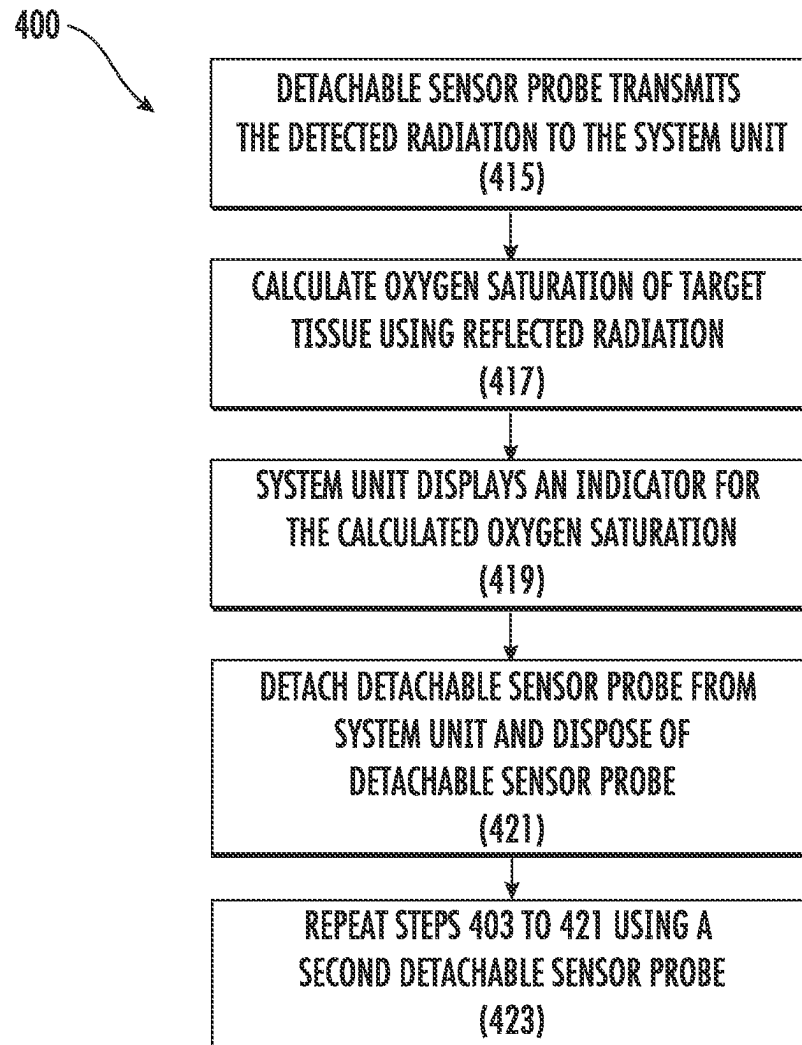 400
DETACHABLE SENSOR PROBE TRANSMITS
THE DETECTED RADIATION TO THE SYSTEM UNIT
(415)
CALCULATE OXYGEN SATURATION OF TARGET
TISSUE USING REFLECTED RADIATION
(417)
SYSTEM UNIT DISPLAYS AN INDICATOR FOR
THE CALCULATED OXYGEN SATURATION
(419)
DETACH DETACHABLE SENSOR PROBE FROM
SYSTEM UNIT AND DISPOSE OF
DETACHABLE SENSOR PROBE
(421)
REPEAT STEPS 403 TO 421 USING A
SECOND DETACHABLE SENSOR PROBE
(423)